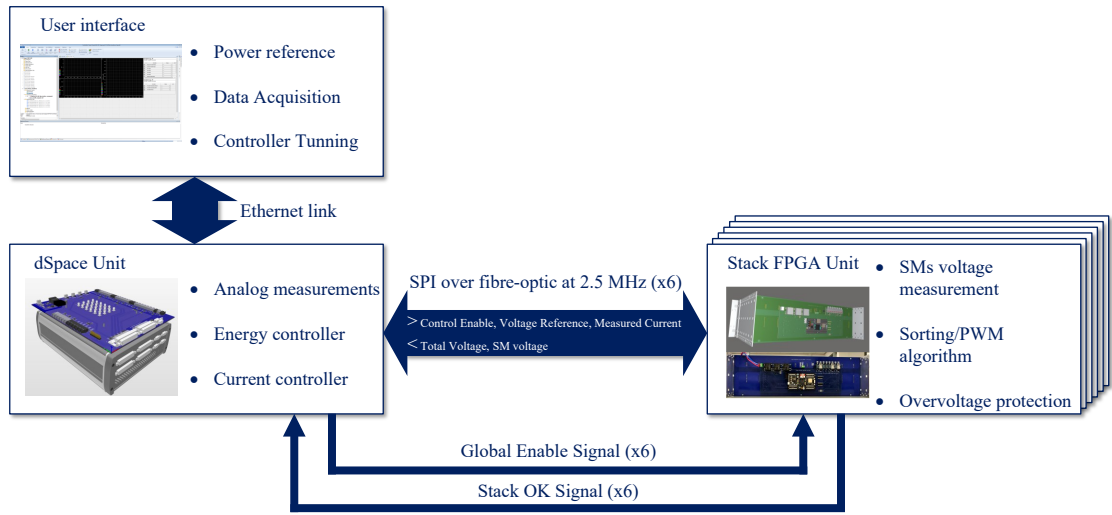 User interface
• Power reference
• Data Acquisition
• Controller Tunning
Ethernet link
dSpace Unit
• Analog measurements
• Energy controller
• Current controller
SPI over fibre-optic at 2.5 MHz (x6)
> Control Enable, Voltage Reference, Measured Current
< Total Voltage, SM voltage
Stack FPGA Unit
• SMs voltage
measurement
• Sorting/PWM
algorithm
• Overvoltage protection
Global Enable Signal (x6)
Stack OK Signal (x6)